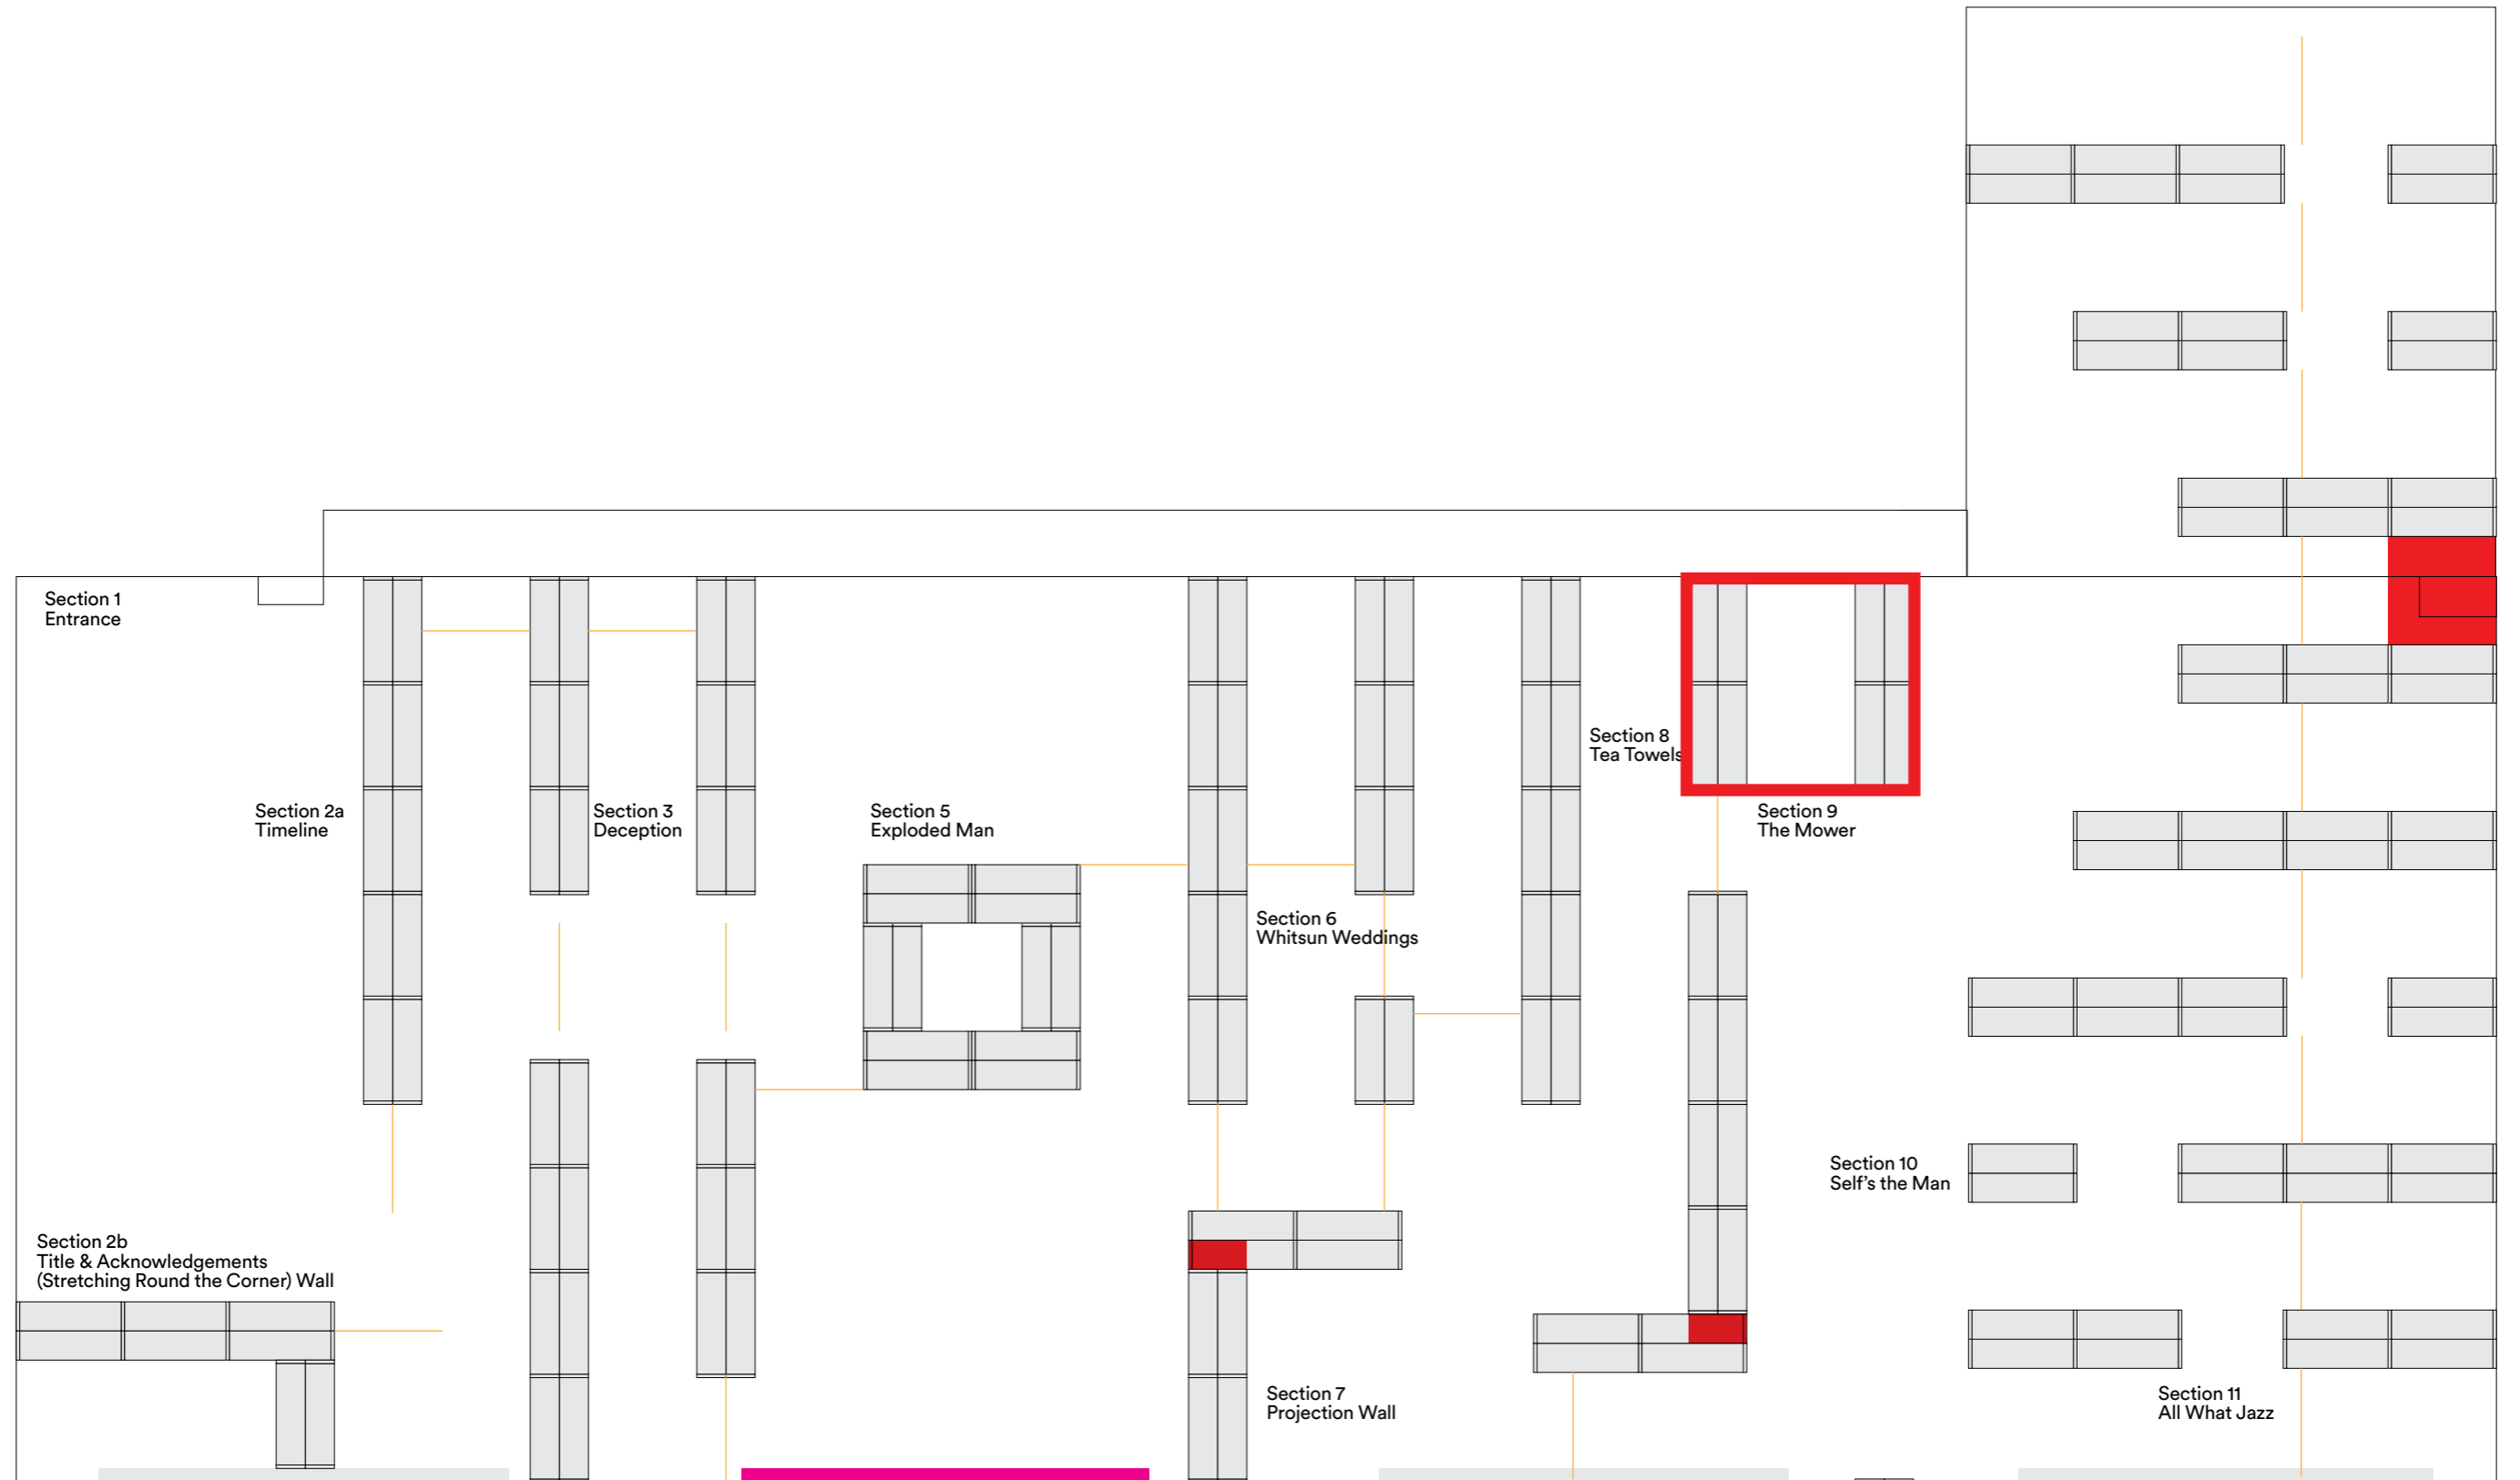 Section 1
Entrance
Section 2a
Timeline
Section 3
Deception
Section 5
Exploded Man
Section 6
Whitsun Weddings
Section 8
Tea Towels
Section 9
The Mower
Section 10
Self's the Man
Section 2b
Title & Acknowledgements
(Stretching Round the Corner) Wall
Section 7
Projection Wall
Section 11
All What Jazz